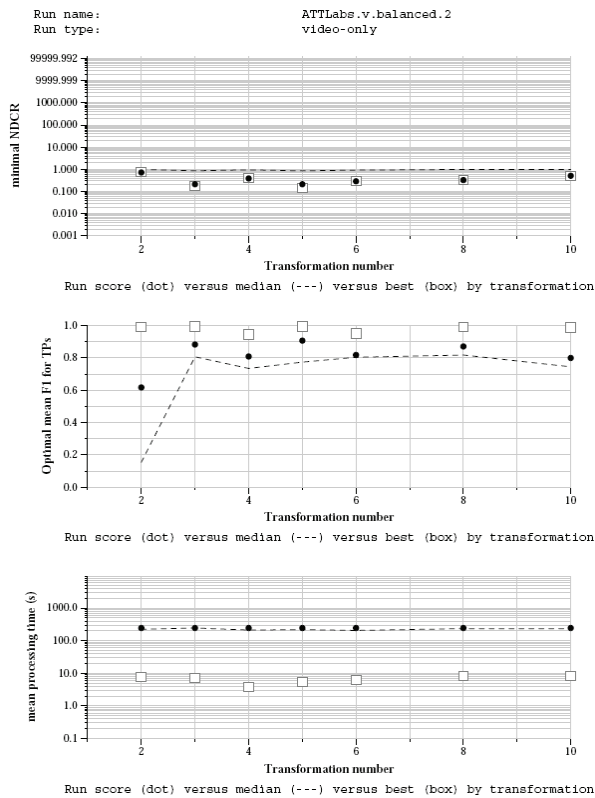 Run name: ATTLabs.v.balanced.2
Run type: video-only
minimal NDCR
99999.992
9999.999
1000.000
100.000
10.000
1.000
0.100
0.010
0.001
2 4 6 8 10
Transformation number
Run score (dot) versus median (---) versus best (box) by transformation
Optimal mean F1 for TPs
1.0
0.8
0.6
0.4
0.2
0.0
2 4 6 8 10
Transformation number
Run score (dot) versus median (---) versus best (box) by transformation
mean processing time (s)
1000.0
100.0
10.0
1.0
0.1
2 4 6 8 10
Transformation number
Run score (dot) versus median (---) versus best (box) by transformation